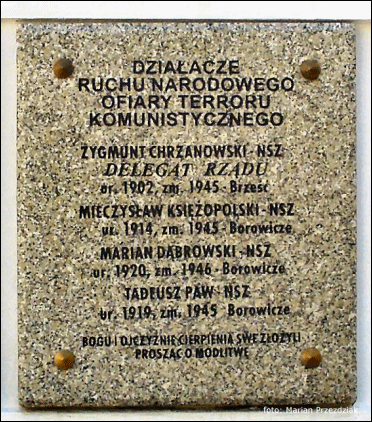 DZIAŁACZE
RUCHU NARODOWEGO
OFIARY TERRORU
KOMUNISTYCZNEGO
ZYGMUNT CHRZANOWSKI - NSZ
DELEGAT RZĄDU
ur. 1902, zm. 1945 - Brześć
MIECZYSŁAW KSIĘŻOPOLSKI - NSZ
ur. 1914, zm. 1945 - Borowicze
MARIAN DĄBROWSKI - NSZ
ur. 1920, zm. 1946 - Borowicze
TADEUSZ PAW - NSZ
ur. 1919, zm. 1945 Borowicze
BOGU I OJCZYŹNIE CIERPIENIA SWE ZŁOŻYLI
PROSZĄC O MODLITWĘ
foto: Marian Przezdziak